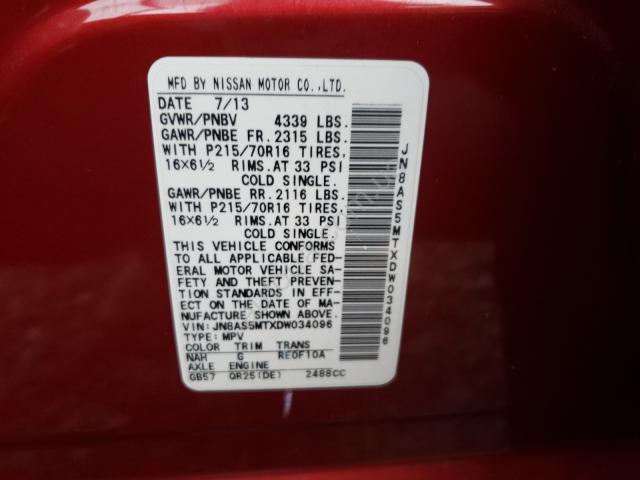 MFD BY NISSAN MOTOR CO.,LTD.
DATE 7/13
GVWR/PNBV 4339 LBS.
GAWR/PNBE FR. 2315 LBS.
WITH P215/70R16 TIRES,
16×6½ RIMS.AT 33 PSI
COLD SINGLE.
GAWR/PNBE RR. 2116 LBS.
WITH P215/70R16 TIRES,
16×6½ RIMS.AT 33 PSI
COLD SINGLE.
THIS VEHICLE CONFORMS
TO ALL APPLICABLE FED-
ERAL MOTOR VEHICLE SA-
FETY AND THEFT PREVEN-
TION STANDARDS IN EFF-
ECT ON THE DATE OF MA-
NUFACTURE SHOWN ABOVE.
VIN: JN8AS5MTXDW034096
TYPE: MPV
COLOR TRIM TRANS
NAH G RE0F10A
AXLE ENGINE
GB57 QR25(DE) 2488CC
JN8AS5MTXDW034096